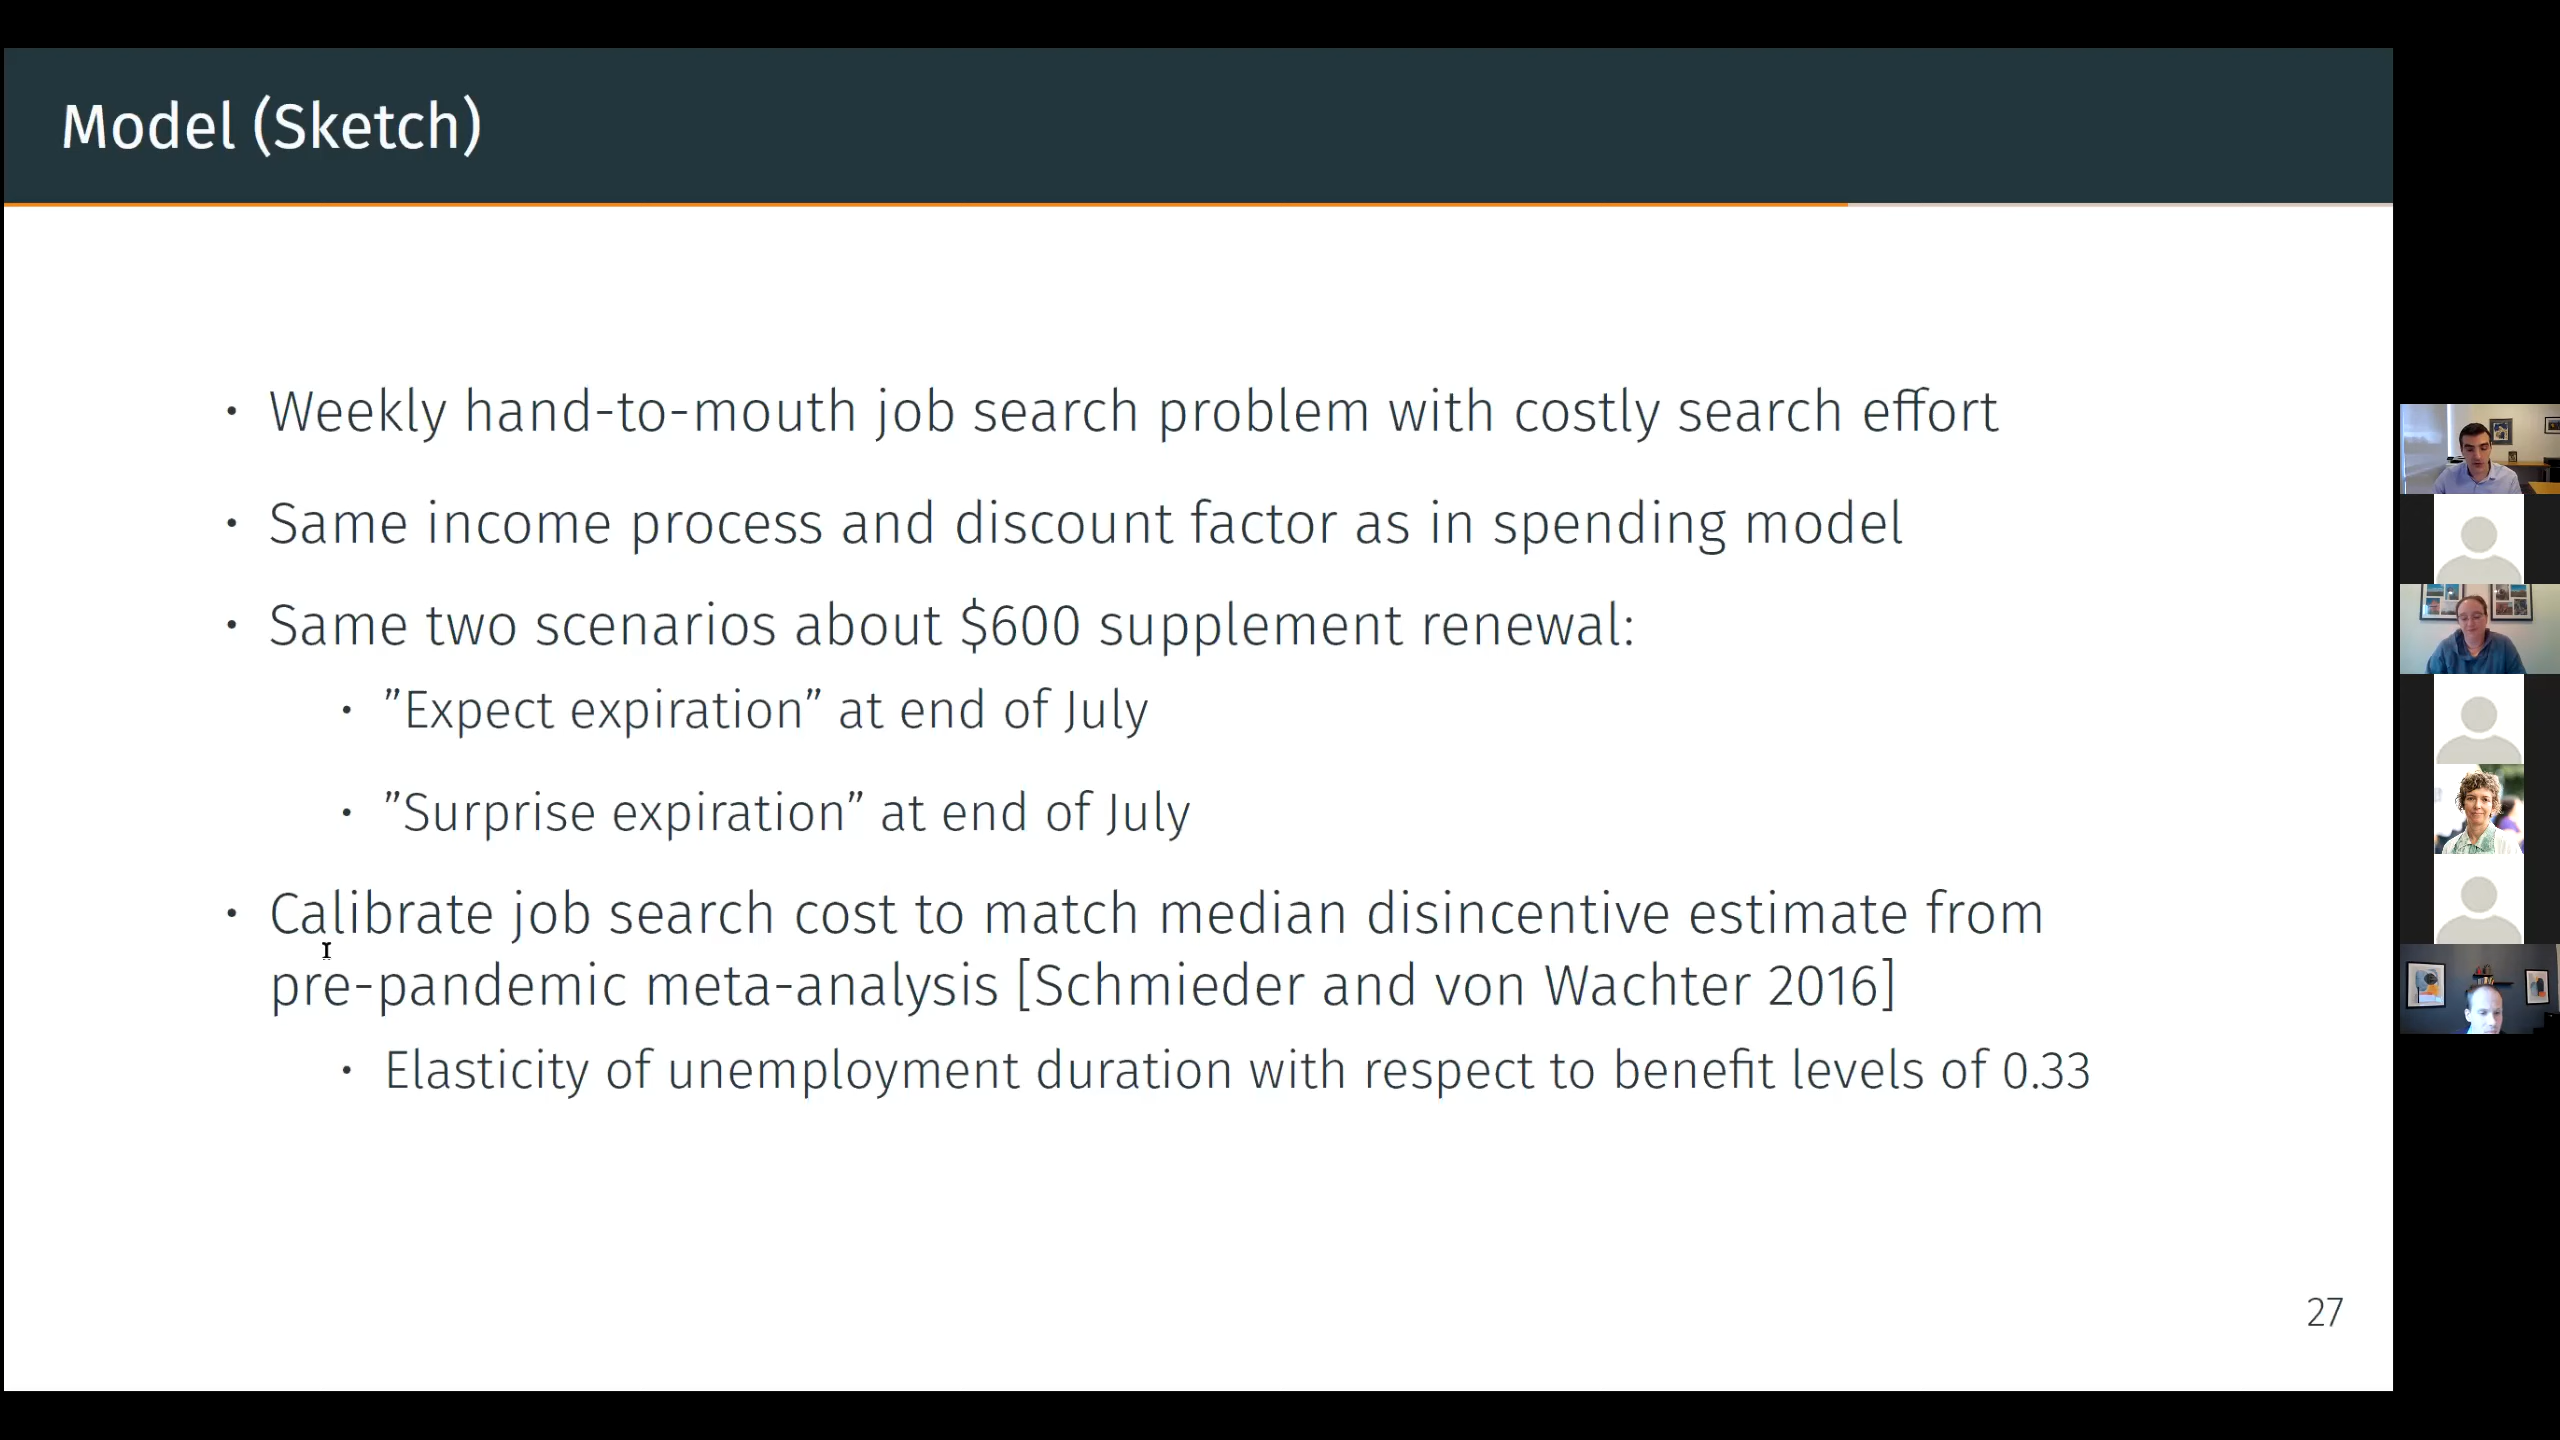 Model (Sketch)
• Weekly hand-to-mouth job search problem with costly search effort
• Same income process and discount factor as in spending model
• Same two scenarios about $600 supplement renewal:
• ”Expect expiration” at end of July
• ”Surprise expiration” at end of July
• Calibrate job search cost to match median disincentive estimate from
pre-pandemic meta-analysis [Schmieder and von Wachter 2016]
• Elasticity of unemployment duration with respect to benefit levels of 0.33
27